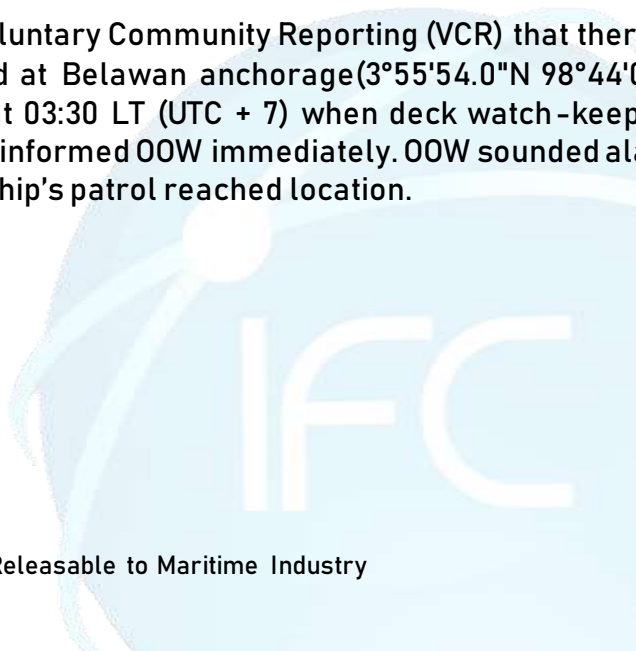 luntary Community Reporting (VCR) that ther
d at Belawan anchorage(3°55'54.0"N 98°44'0
t 03:30 LT (UTC + 7) when deck watch-keep
informed OOW immediately. OOW sounded ala
hip's patrol reached location.
IFC
eleasable to Maritime Industry